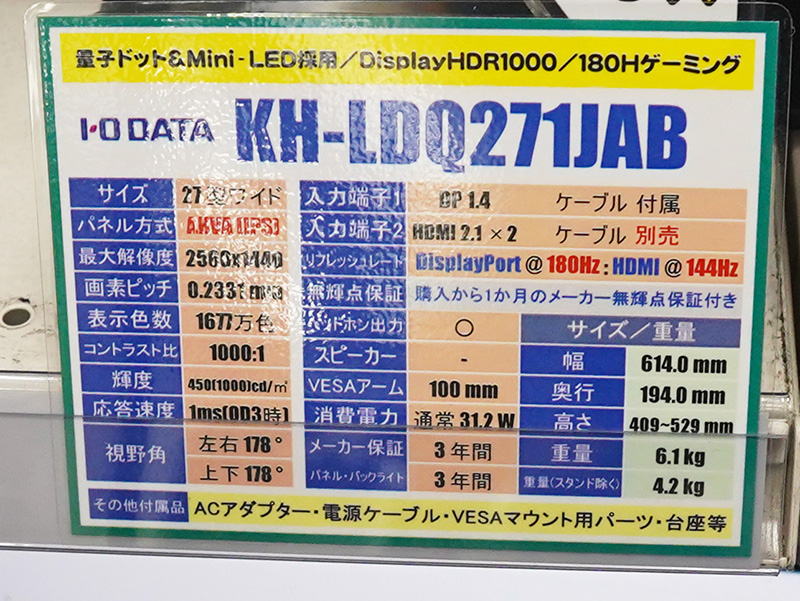 量子ドット&Mini-LED採用/DisplayHDR1000/180Hゲーミング
I-O DATA KH-LDQ271JAB
サイズ 27型ワイド 入力端子1 DP 1.4 ケーブル 付属
パネル方式 AHVA (IPS) 入力端子2 HDMI 2.1 × 2 ケーブル 別売
最大解像度 2560x1440 リフレッシュレート DisplayPort @ 180Hz : HDMI @ 144Hz
画素ピッチ 0.2331 mm 無輝点保証 購入から1か月のメーカー無輝点保証付き
表示色数 1677万色 ヘッドホン出力 〇 サイズ/重量
コントラスト比 1000:1 スピーカー - 幅 614.0 mm
輝度 450(1000)cd/㎡ VESAアーム 100 mm 奥行 194.0 mm
応答速度 1ms(OD3時) 消費電力 通常 31.2 W 高さ 409~529 mm
視野角 左右 178° メーカー保証 3 年間 重量 6.1 kg
上下 178° パネル・バックライト 3 年間 重量(スタンド除く) 4.2 kg
その他付属品 ACアダプター・電源ケーブル・VESAマウント用パーツ・台座等